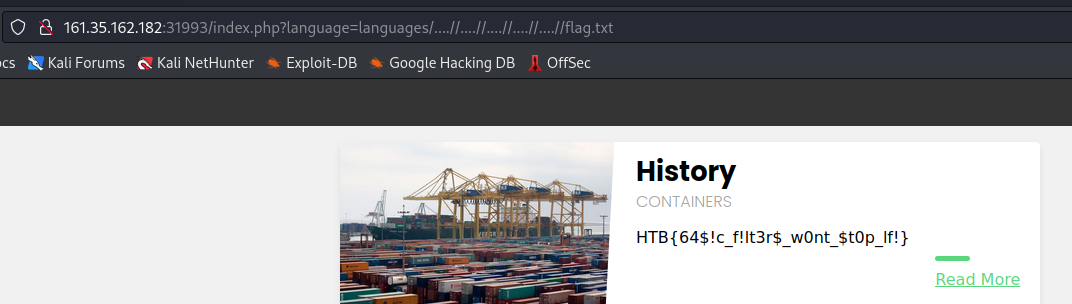 161.35.162.182:31993/index.php?language=languages/....//....//....//....//....//flag.txt
ocs Kali Forums Kali NetHunter Exploit-DB Google Hacking DB OffSec
History
CONTAINERS
HTB{64$!c_f!lt3r$_w0nt_$t0p_lf!}
Read More